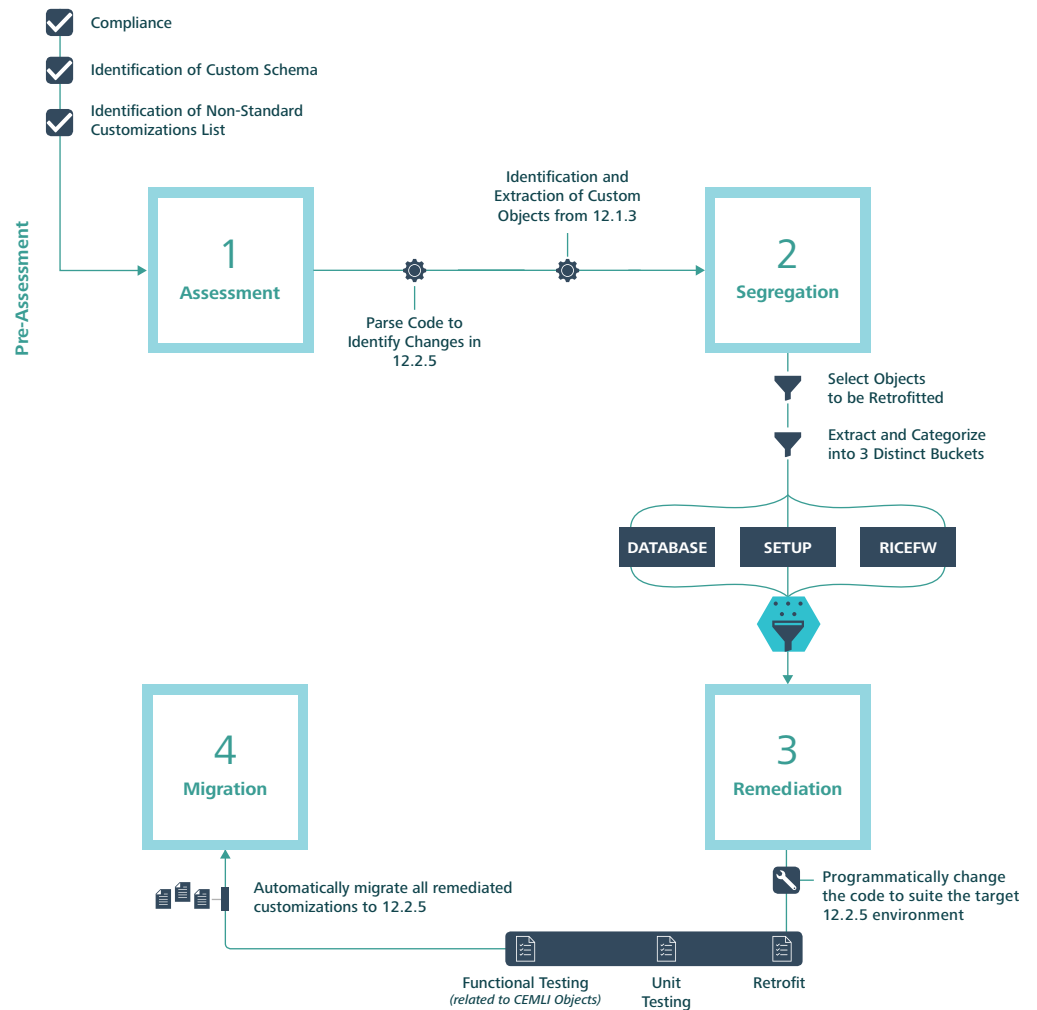 Compliance
Identification of Custom Schema
Identification of Non-Standard
Customizations List
Pre-Assessment
1
Assessment
Parse Code to
Identify Changes in
12.2.5
Identification and
Extraction of Custom
Objects from 12.1.3
2
Segregation
Select Objects
to be Retrofitted
Extract and Categorize
into 3 Distinct Buckets
DATABASE
SETUP
RICEFW
3
Remediation
Programmatically change
the code to suite the target
12.2.5 environment
Retrofit
Unit
Testing
Functional Testing
(related to CEMLI Objects)
Automatically migrate all remediated
customizations to 12.2.5
4
Migration